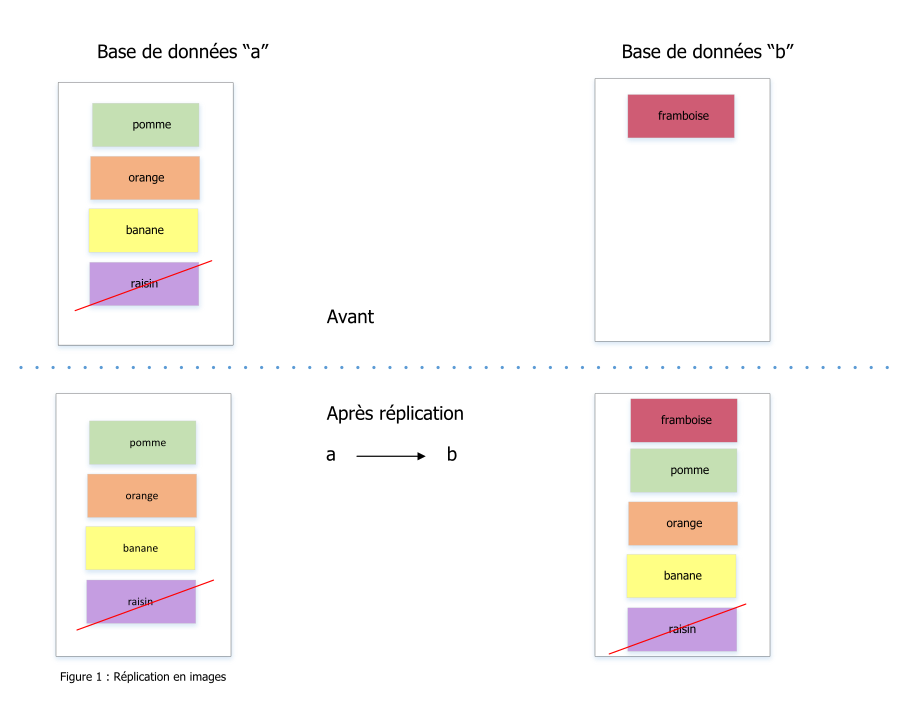 Base de données “a”
Base de données “b”
pomme
orange
banane
raisin
framboise
Avant
Après réplication
a
b
pomme
orange
banane
raisin
framboise
pomme
orange
banane
raisin
Figure 1 : Réplication en images